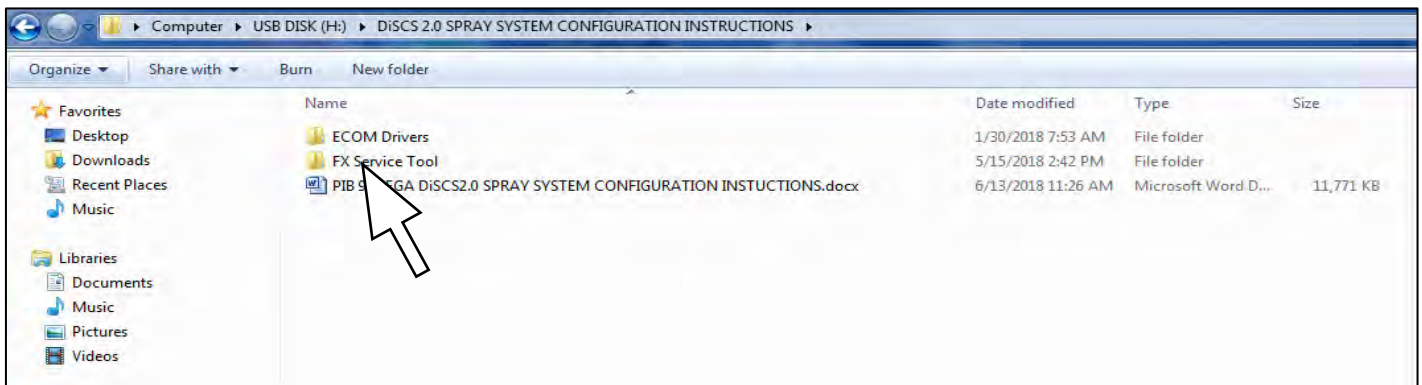 Computer USB DISK (H:) DiSCS 2.0 SPRAY SYSTEM CONFIGURATION INSTRUCTIONS
Organize Share with Burn New folder
Favorites
Desktop
Downloads
Recent Places
Music
Libraries
Documents
Music
Pictures
Videos
Name Date modified Type Size
ECOM Drivers 1/30/2018 7:53 AM File folder
FX Service Tool 5/15/2018 2:42 PM File folder
PIB DiSCS2.0 SPRAY SYSTEM CONFIGURATION INSTUCTIONS.docx 6/13/2018 11:26 AM Microsoft Word D... 11,771 KB